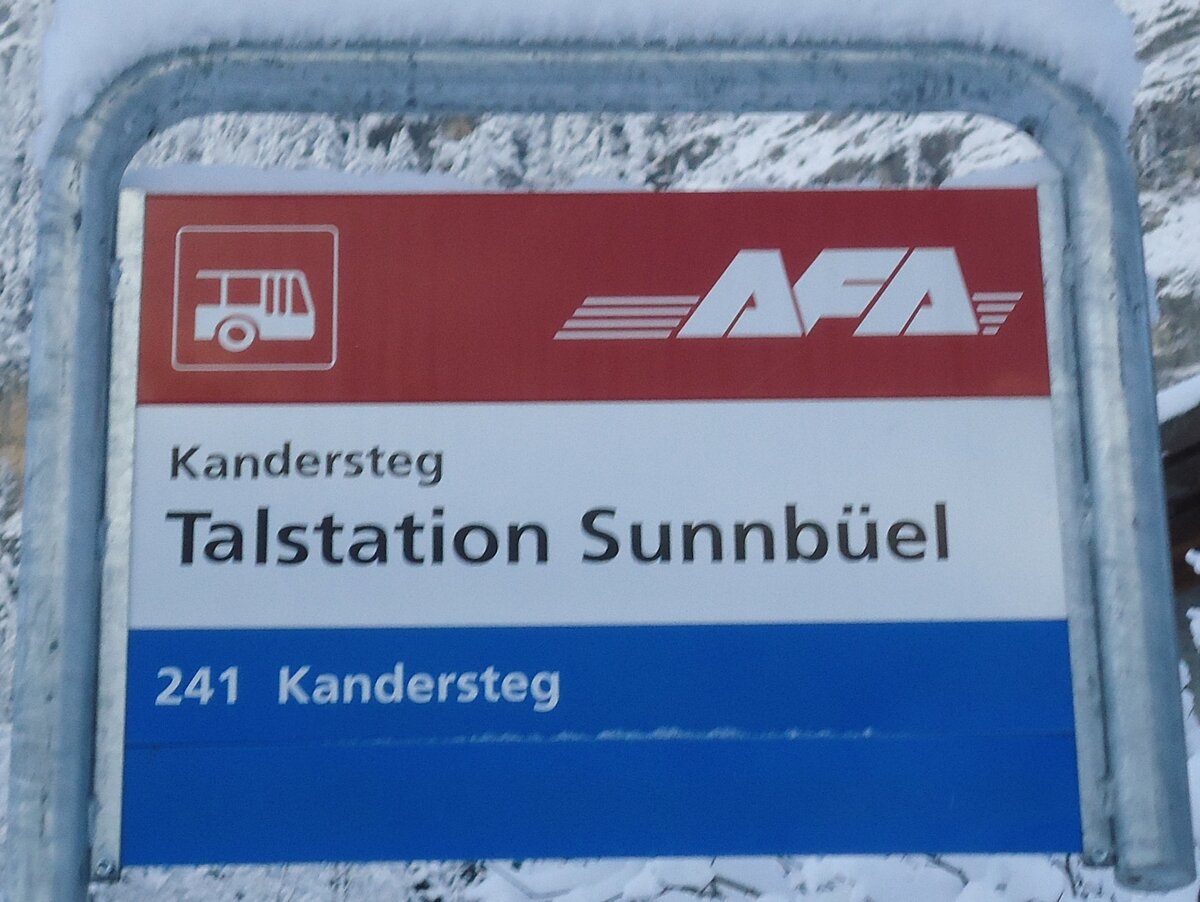 AFA
Kandersteg
Talstation Sunnbüel
241 Kandersteg